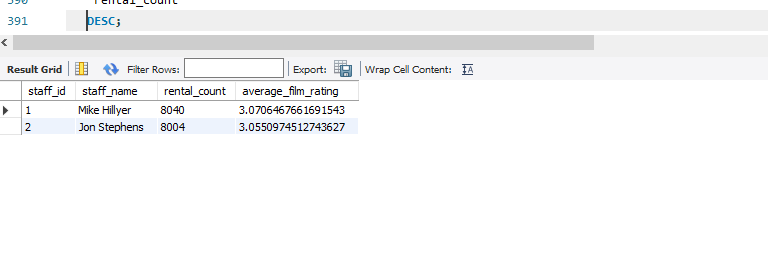 390 rental_count
391 DESC;
Result Grid Filter Rows: Export: Wrap Cell Content:
staff_id staff_name rental_count average_film_rating
1 Mike Hillyer 8040 3.0706467661691543
2 Jon Stephens 8004 3.0550974512743627